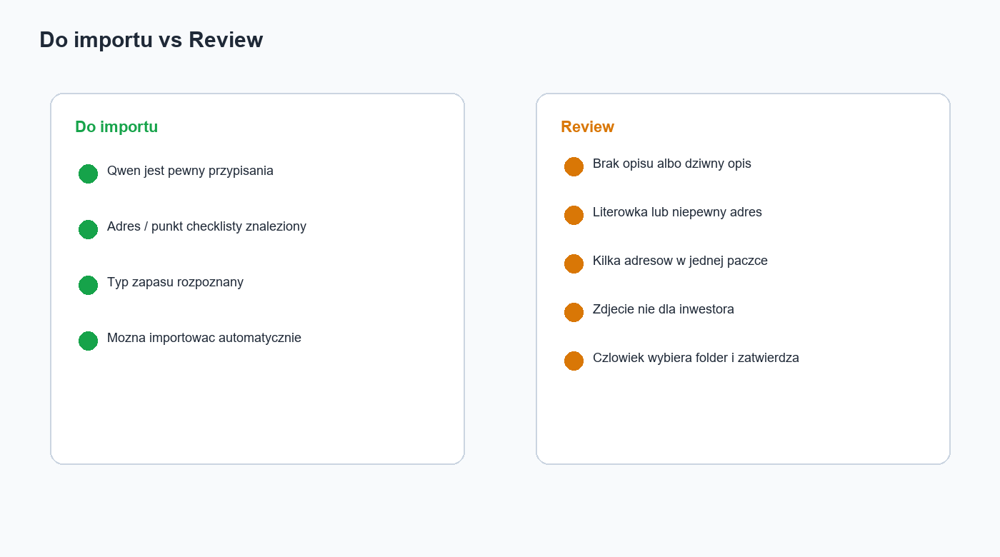 Do importu vs Review
Do importu
Qwen jest pewny przypisania
Adres / punkt checklisty znaleziony
Typ zapasu rozpoznany
Mozna importowac automatycznie
Review
Brak opisu albo dziwny opis
Literowka lub niepewny adres
Kilka adresow w jednej paczce
Zdjecie nie dla inwestora
Czlowiek wybiera folder i zatwierdza